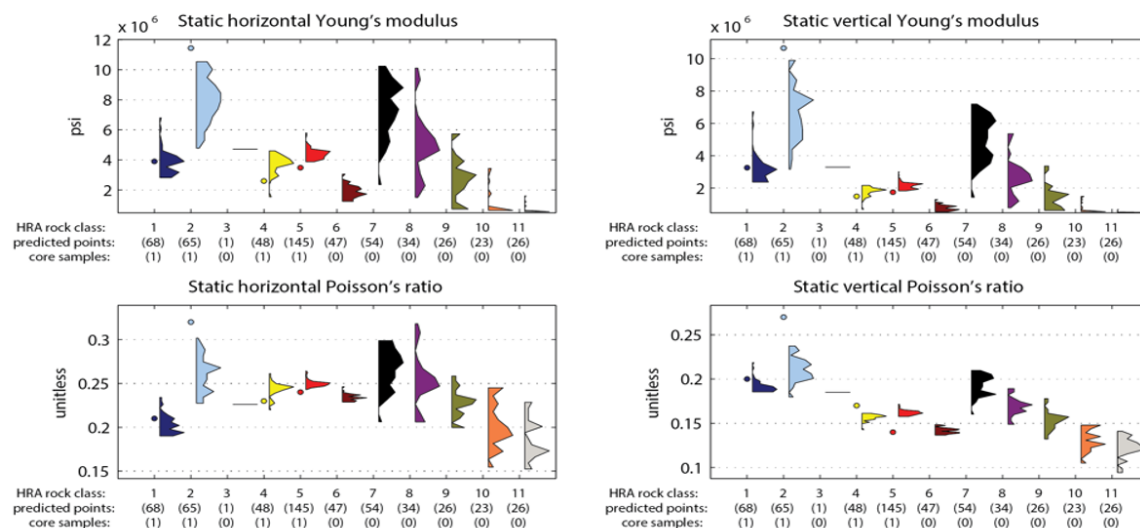 Static horizontal Young's modulus
x 10 6
12
10
8
6
4
2
psi
HRA rock class: 1 2 3 4 5 6 7 8 9 10 11
predicted points: (68) (65) (1) (48) (145) (47) (54) (34) (26) (23) (26)
core samples: (1) (1) (0) (1) (1) (0) (0) (0) (0) (0) (0)
Static vertical Young's modulus
x 10 6
10
8
6
4
2
psi
HRA rock class: 1 2 3 4 5 6 7 8 9 10 11
predicted points: (68) (65) (1) (48) (145) (47) (54) (34) (26) (23) (26)
core samples: (1) (1) (0) (1) (1) (0) (0) (0) (0) (0) (0)
Static horizontal Poisson's ratio
0.3
0.25
0.2
0.15
unitless
HRA rock class: 1 2 3 4 5 6 7 8 9 10 11
predicted points: (68) (65) (1) (48) (145) (47) (54) (34) (26) (23) (26)
core samples: (1) (1) (0) (1) (1) (0) (0) (0) (0) (0) (0)
Static vertical Poisson's ratio
0.25
0.2
0.15
0.1
unitless
HRA rock class: 1 2 3 4 5 6 7 8 9 10 11
predicted points: (68) (65) (1) (48) (145) (47) (54) (34) (26) (23) (26)
core samples: (1) (1) (0) (1) (1) (0) (0) (0) (0) (0) (0)